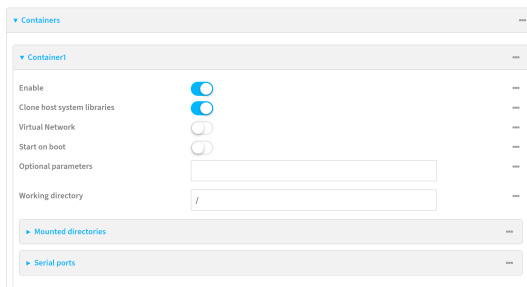 Containers
Container1
Enable
Clone host system libraries
Virtual Network
Start on boot
Optional parameters
Working directory /
Mounted directories
Serial ports